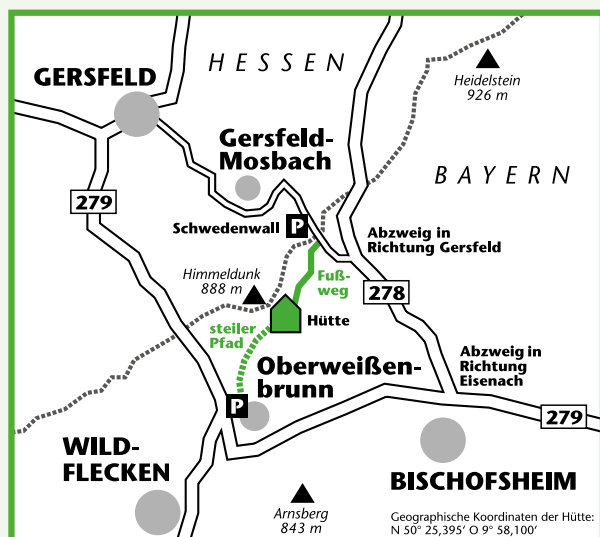 HESSEN
GERSFELD
Heidelstein
926 m
Gersfeld-
Mosbach
BAYERN
279
Schwedenwall
P
Abzweig in
Richtung Gersfeld
Himmeldunk
888 m
Fuß-
weg
278
Hütte
steiler
Pfad
Oberweißen-
brunn
Abzweig in
Richtung
Eisenach
P
279
WILD-
FLECKEN
BISCHOFSHEIM
Arnsberg
843 m
Geographische Koordinaten der Hütte:
N 50° 25,395‘ O 9° 58,100‘